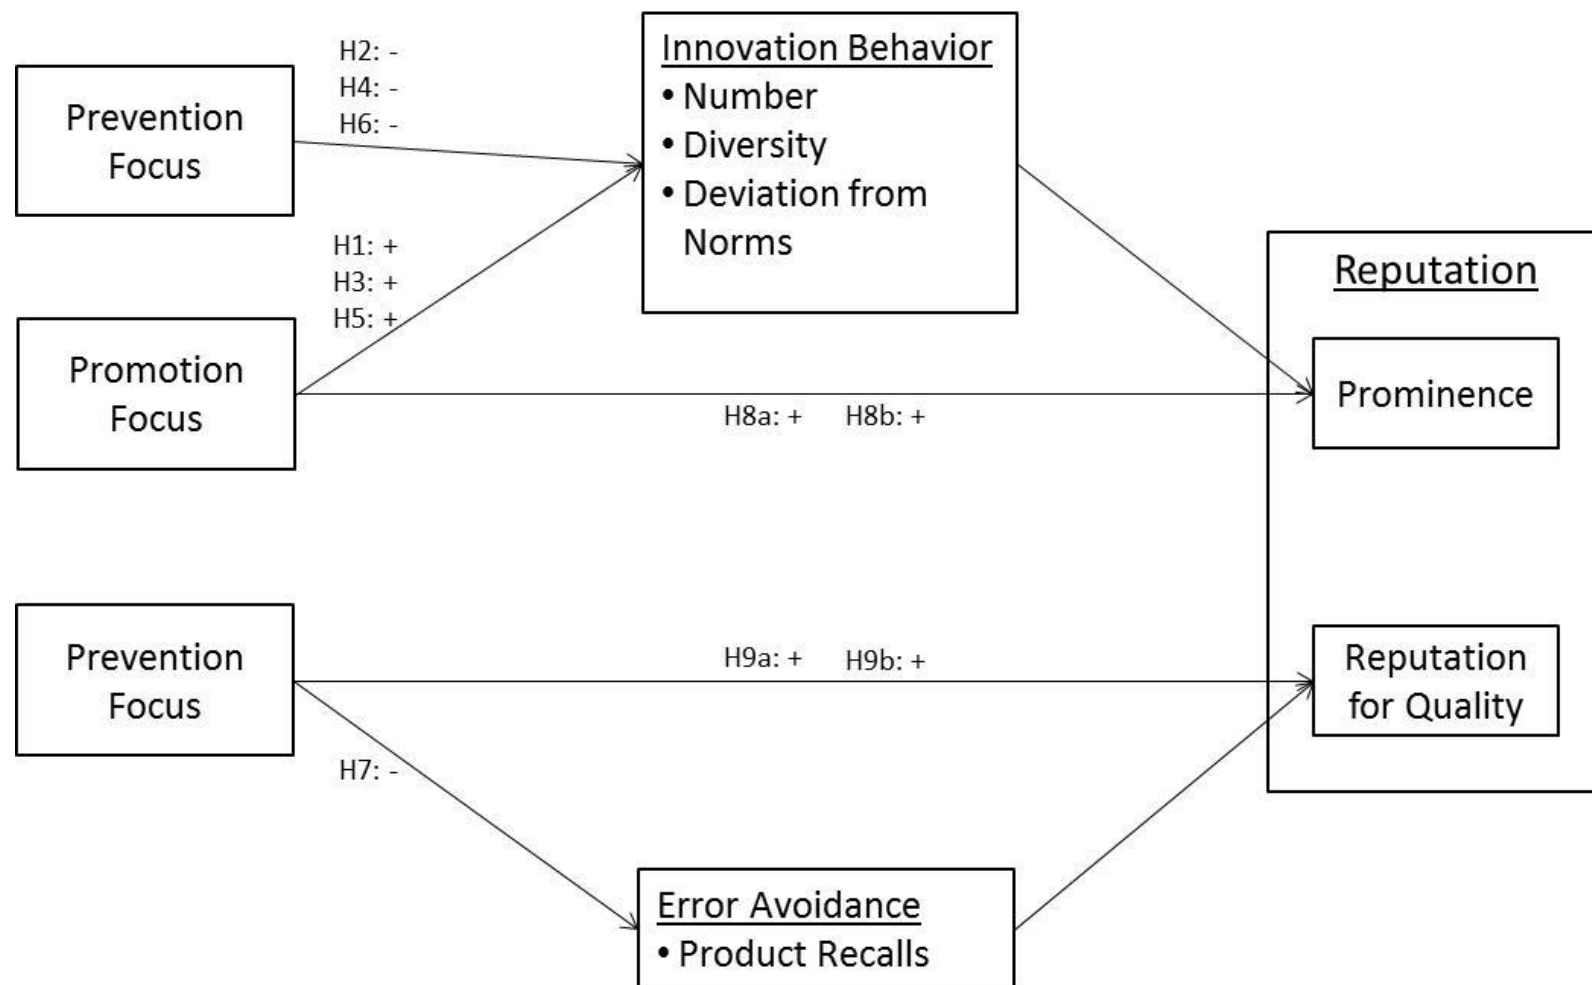 Prevention
Focus
H2: -
H4: -
H6: -
Innovation Behavior
• Number
• Diversity
• Deviation from
Norms
H1: +
H3: +
H5: +
Promotion
Focus
H8a: +
H8b: +
Reputation
Prominence
Prevention
Focus
H9a: +
H9b: +
Reputation
for Quality
H7: -
Error Avoidance
• Product Recalls